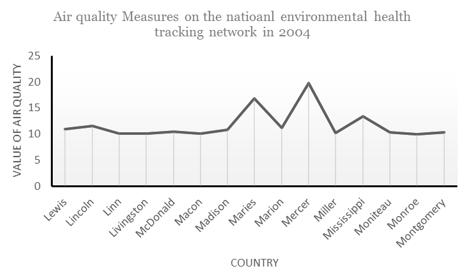 Air quality Measures on the natioanl environmental health
tracking network in 2004
VALUE OF AIR QUALITY
25
20
15
10
5
0
Lewis
Lincoln
Linn
Livingston
McDonald
Macon
Madison
Maries
Marion
Mercer
Miller
Mississippi
Moniteau
Monroe
Montgomery
COUNTRY